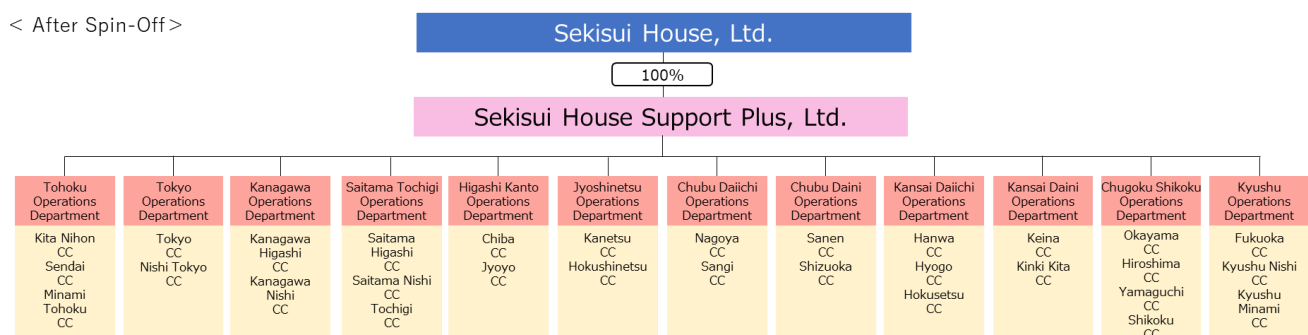 < After Spin-Off>
Sekisui House, Ltd.
100%
Sekisui House Support Plus, Ltd.
Tohoku
Operations
Department
Kita Nihon
CC
Sendai
CC
Minami
Tohoku
CC
Tokyo
Operations
Department
Tokyo
CC
Nishi Tokyo
CC
Kanagawa
Operations
Department
Kanagawa
Higashi
CC
Kanagawa
Nishi
CC
Saitama Tochigi
Operations
Department
Saitama
Higashi
CC
Saitama Nishi
CC
Tochigi
CC
Higashi Kanto
Operations
Department
Chiba
CC
Jyoyo
CC
Jyoshinetsu
Operations
Department
Kanetsu
CC
Hokushinetsu
CC
Chubu Daiichi
Operations
Department
Nagoya
CC
Sangi
CC
Chubu Daini
Operations
Department
Sanen
CC
Shizuoka
CC
Kansai Daiichi
Operations
Department
Hanwa
CC
Hyogo
CC
Hokusetsu
CC
Kansai Daini
Operations
Department
Keina
CC
Kinki Kita
CC
Chugoku Shikoku
Operations
Department
Okayama
CC
Hiroshima
CC
Yamaguchi
CC
Shikoku
CC
Kyushu
Operations
Department
Fukuoka
CC
Kyushu Nishi
CC
Kyushu
Minami
CC